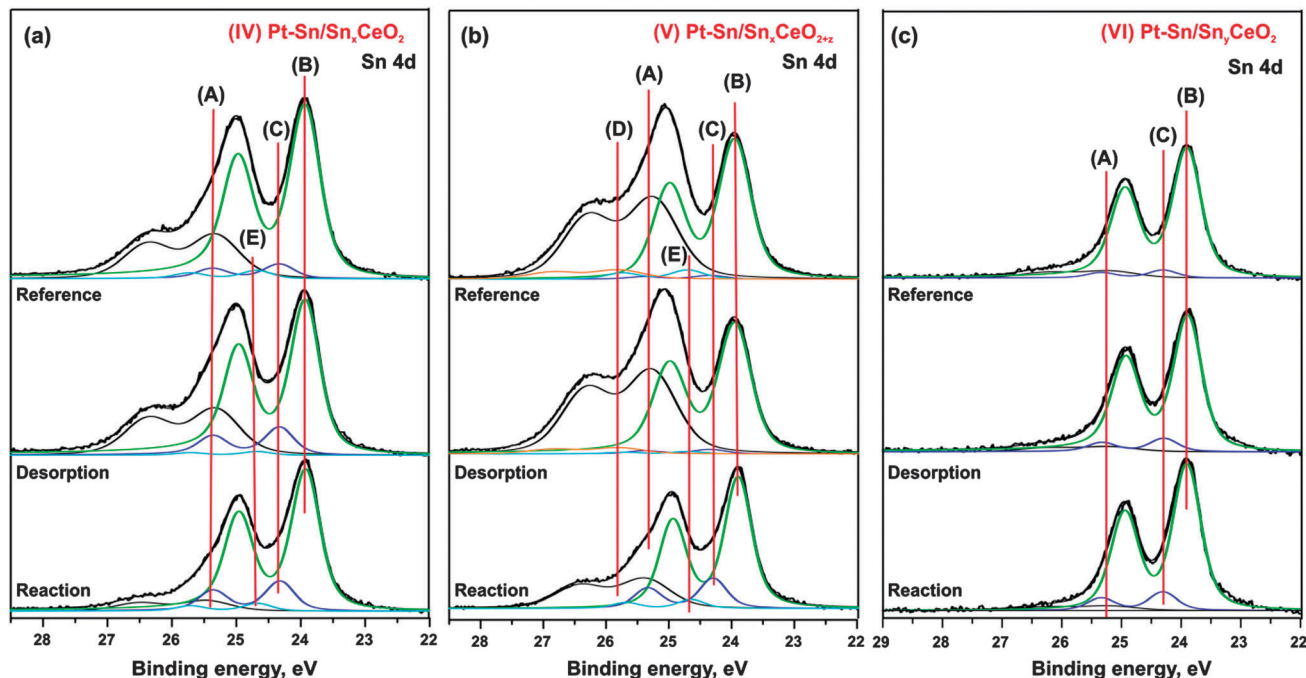 (a)
(IV) Pt-Sn/SnₓCeO₂
Sn 4d
(A)
(B)
(C)
(E)
Reference
Desorption
Reaction
28 27 26 25 24 23 22
Binding energy, eV
(b)
(V) Pt-Sn/SnₓCeO₂₊z
Sn 4d
(A)
(B)
(D)
(C)
(E)
Reference
Desorption
Reaction
28 27 26 25 24 23 22
Binding energy, eV
(c)
(VI) Pt-Sn/SnyCeO₂
Sn 4d
(B)
(A)
(C)
Reference
Desorption
Reaction
29 28 27 26 25 24 23 22
Binding energy, eV